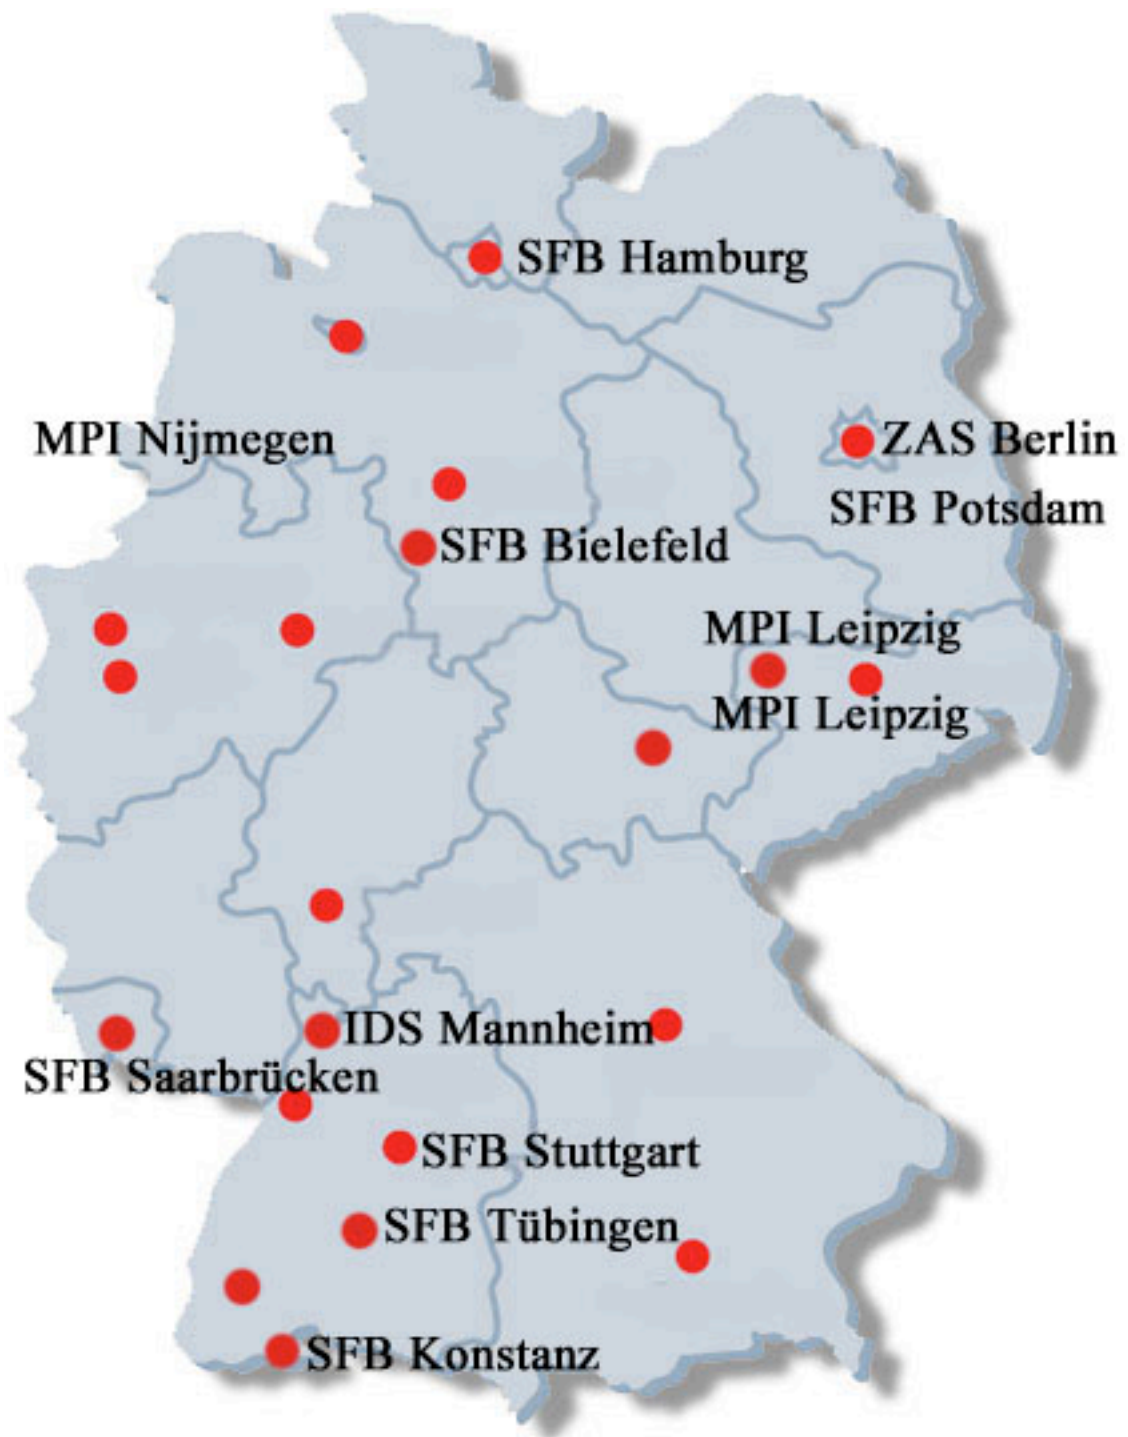 SFB Hamburg
MPI Nijmegen
ZAS Berlin
SFB Potsdam
SFB Bielefeld
MPI Leipzig
MPI Leipzig
IDS Mannheim
SFB Saarbrücken
SFB Stuttgart
SFB Tübingen
SFB Konstanz